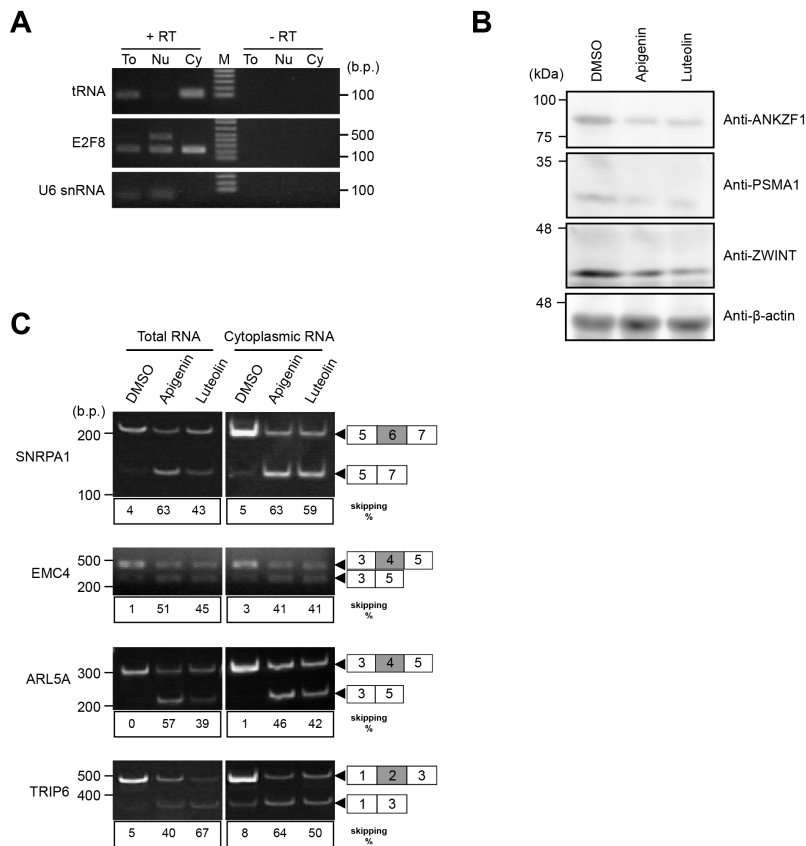 A
+ RT - RT
To Nu Cy M To Nu Cy
(b.p.)
tRNA 100
E2F8 500
100
U6 snRNA 100
B
DMSO Apigenin Luteolin
(kDa)
100
75
Anti-ANKZF1
35
Anti-PSMA1
48
Anti-ZWINT
48
Anti-β-actin
C
Total RNA Cytoplasmic RNA
DMSO Apigenin Luteolin DMSO Apigenin Luteolin
(b.p.)
200 5 6 7
SNRPA1
5 7
100
4 63 43 5 63 59 skipping
%
500 3 4 5
EMC4
200 3 5
1 51 45 3 41 41 skipping
%
300 3 4 5
ARL5A
200 3 5
0 57 39 1 46 42 skipping
%
500 1 2 3
TRIP6 400
1 3
5 40 67 8 64 50 skipping
%